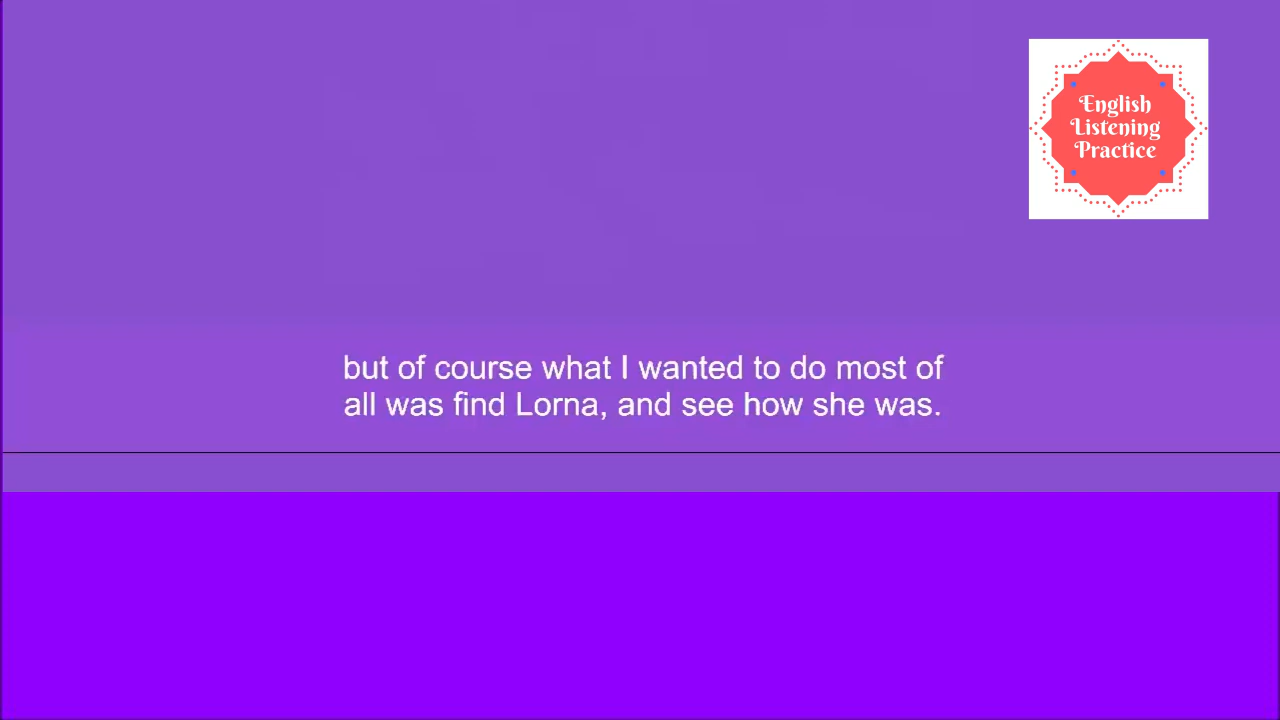 English
Listening
Practice
but of course what I wanted to do most of
all was find Lorna, and see how she was.